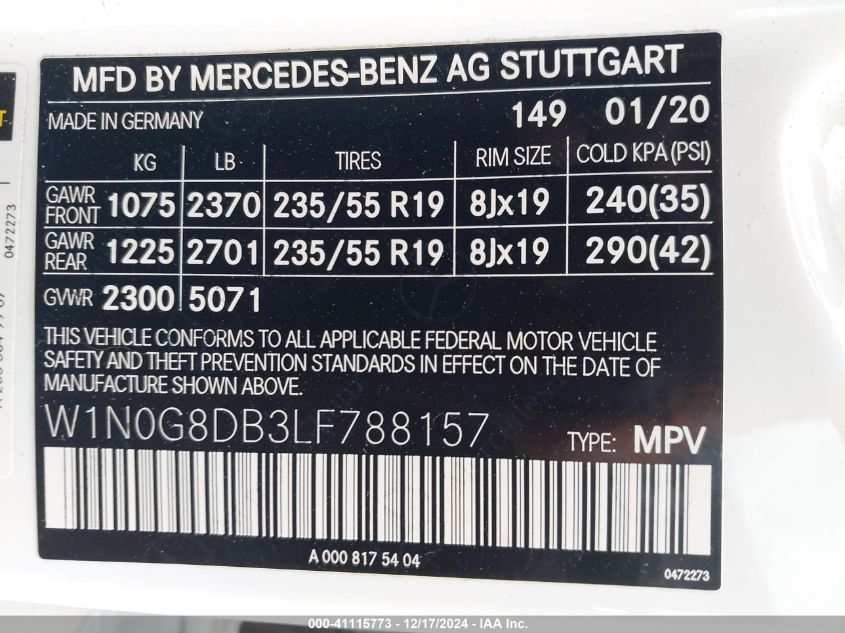 MFD BY MERCEDES-BENZ AG STUTTGART
MADE IN GERMANY 149 01/20
KG LB TIRES RIM SIZE COLD KPA (PSI)
GAWR FRONT 1075 2370 235/55 R19 8Jx19 240(35)
GAWR REAR 1225 2701 235/55 R19 8Jx19 290(42)
GVWR 2300 5071
THIS VEHICLE CONFORMS TO ALL APPLICABLE FEDERAL MOTOR VEHICLE
SAFETY AND THEFT PREVENTION STANDARDS IN EFFECT ON THE DATE OF
MANUFACTURE SHOWN ABOVE.
W1N0G8DB3LF788157 TYPE: MPV
A 000 817 54 04
0472273
0472273
000-41115773 - 12/17/2024 - IAA Inc.